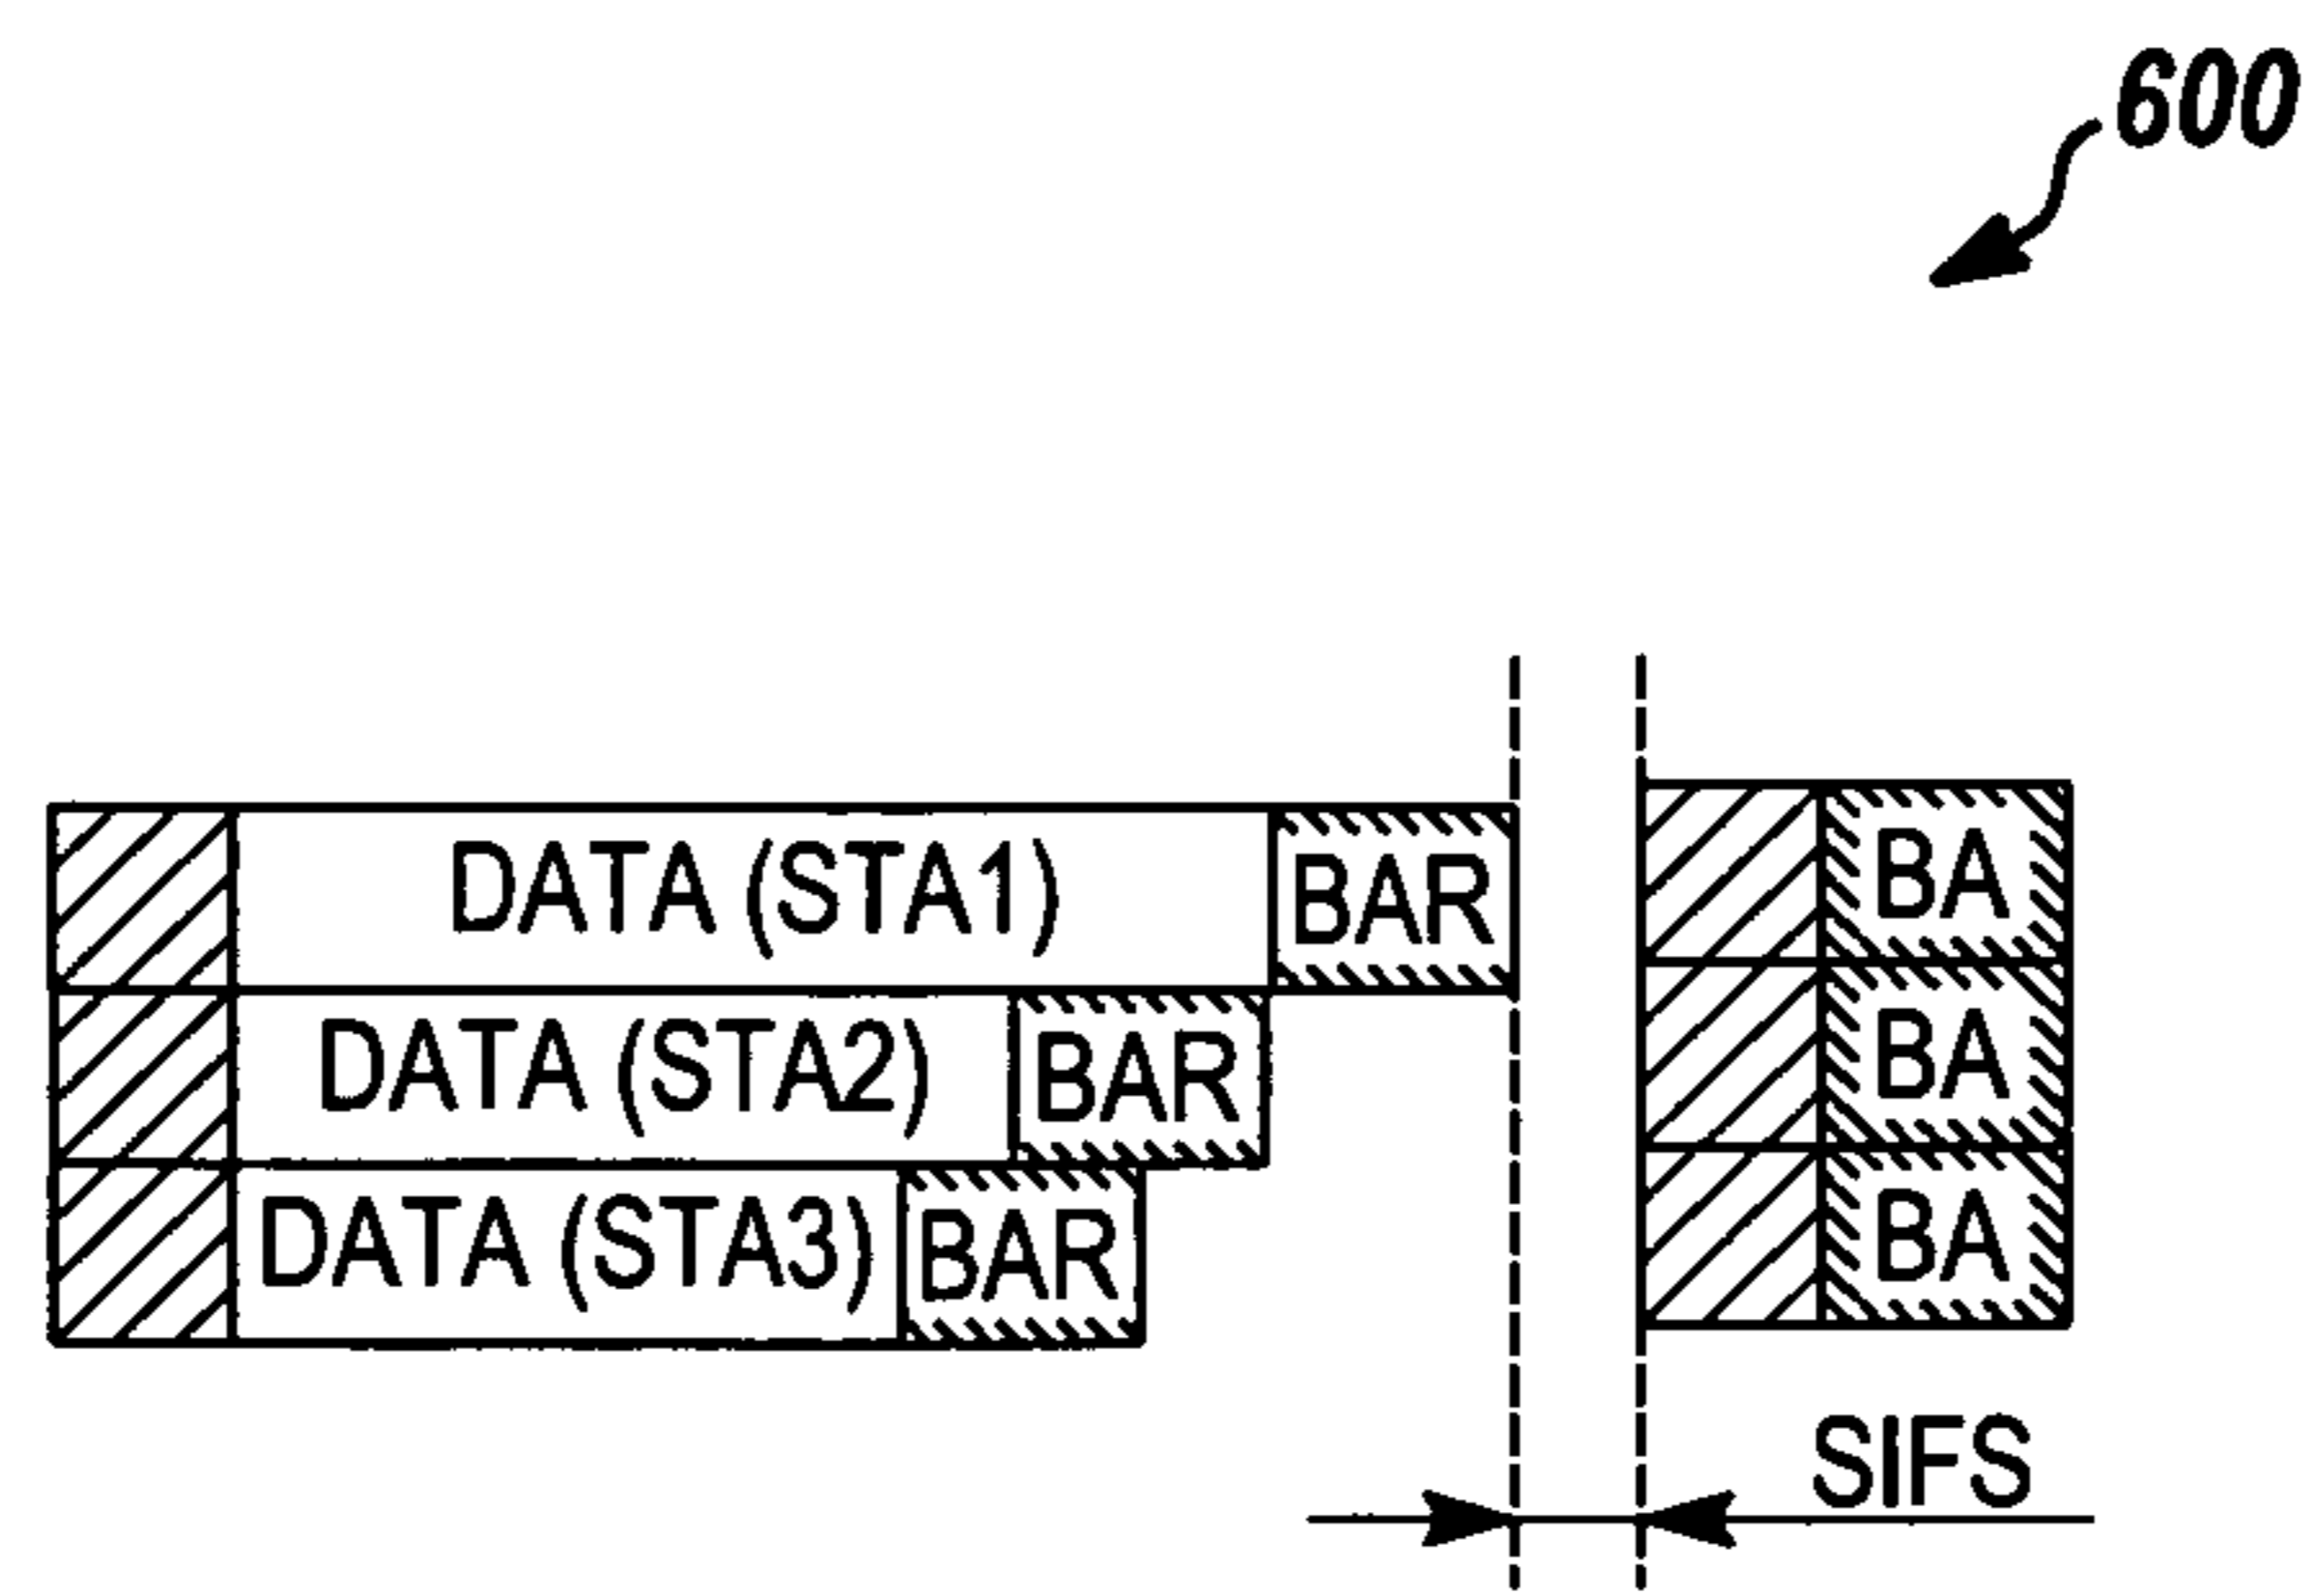 600
DATA (STA1) BAR BA
DATA (STA2) BAR BA
DATA (STA3) BAR BA
SIFS